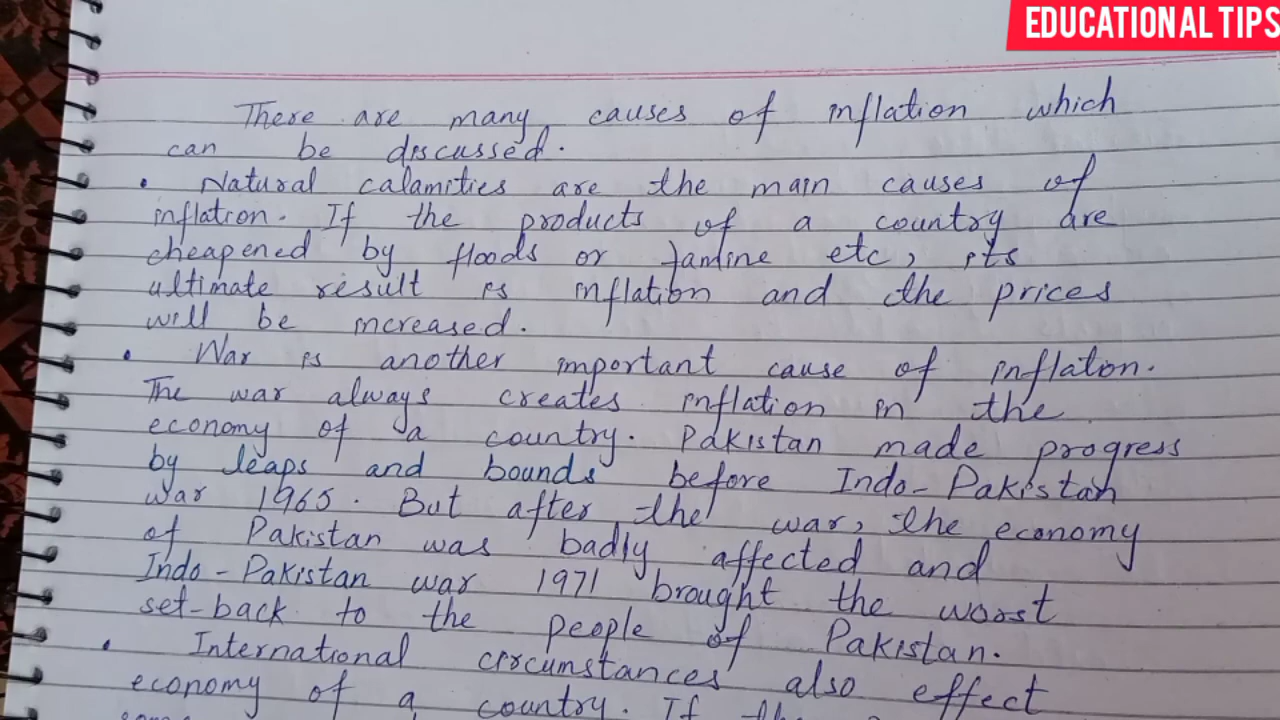 EDUCATIONAL TIPS
There are many causes of inflation which
can be discussed.
• Natural calamities are the main causes of
inflation. If the products of a country are
cheapened by floods or famine etc, its
ultimate result is inflation and the prices
will be increased.
• War is another important cause of inflaton.
The war always creates inflation in the
economy of a country. Pakistan made progress
by leaps and bounds before Indo-Pakistan
war 1965. But after the war, the economy
of Pakistan was badly affected and
Indo-Pakistan war 1971 brought the worst
set-back to the people of Pakistan.
• International circumstances also effect
economy of a country. If the